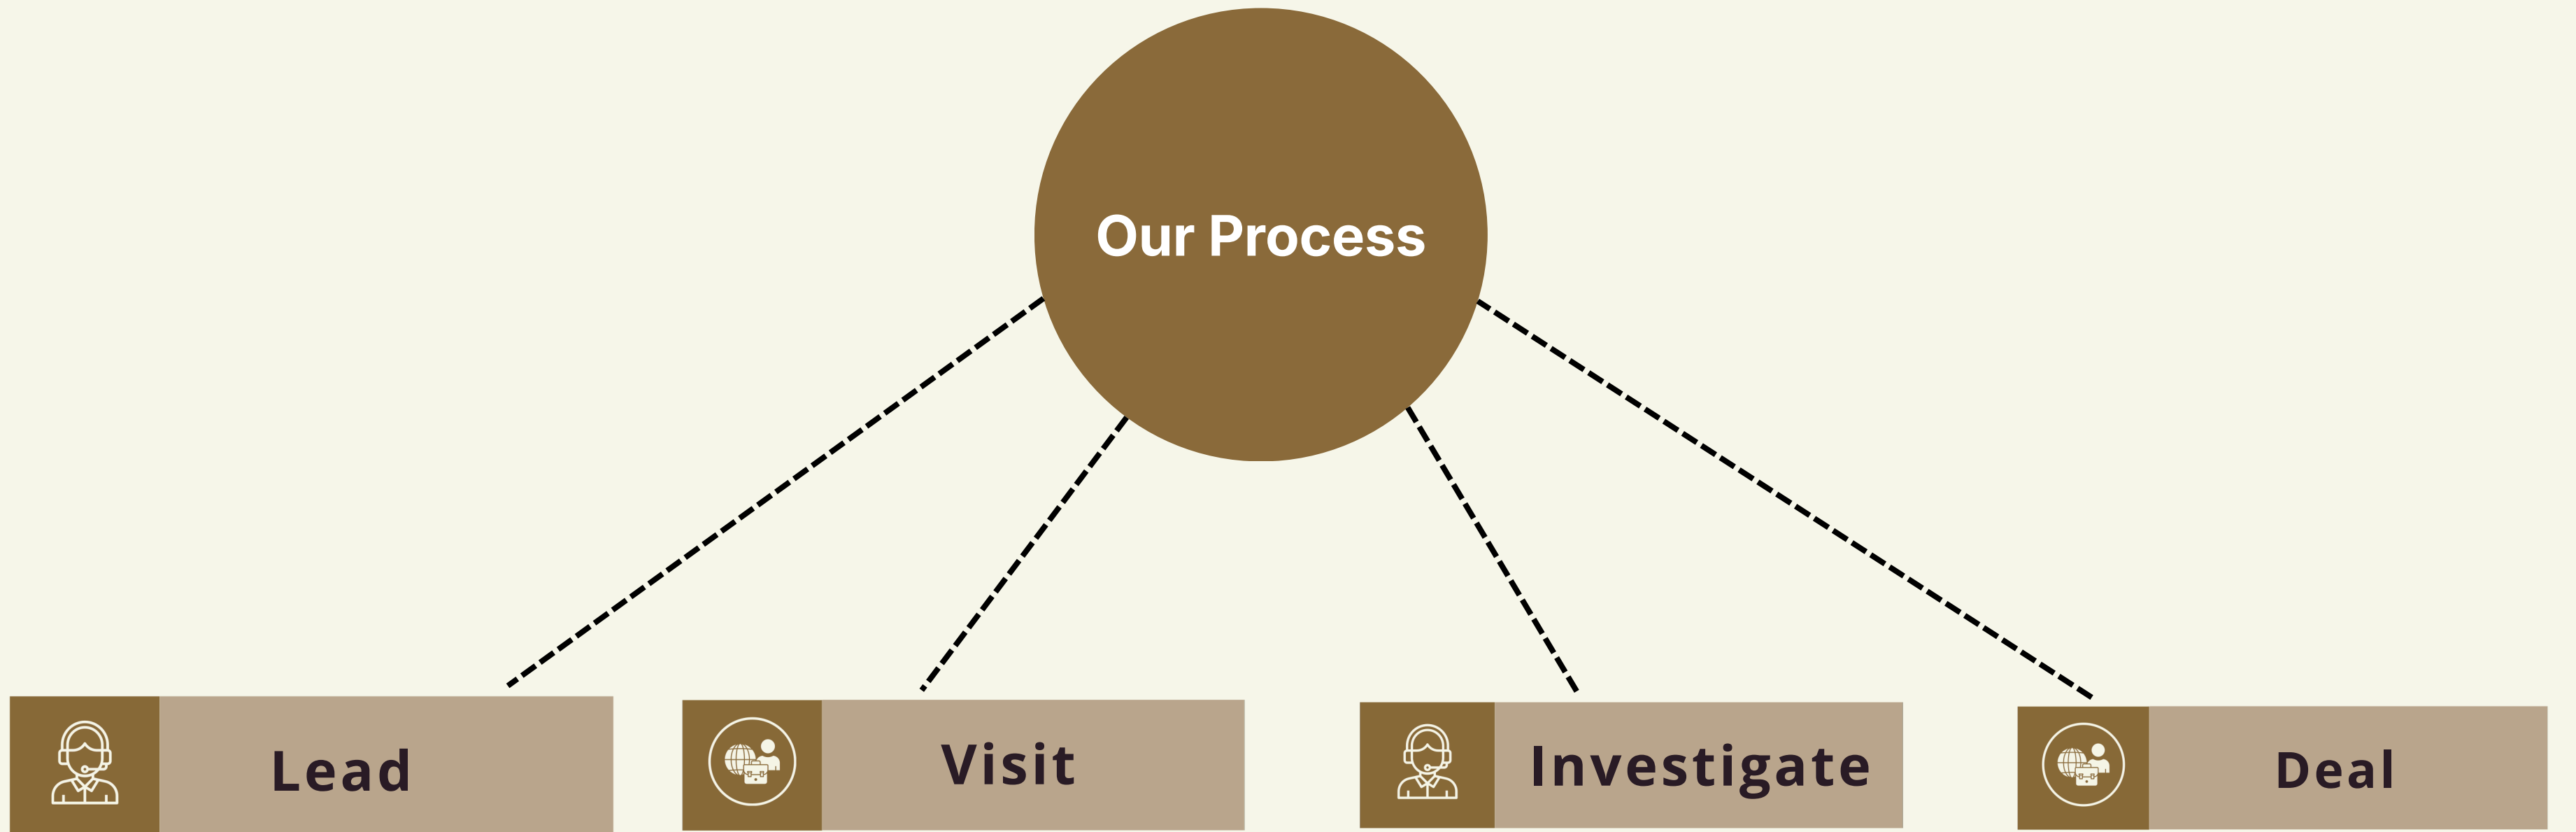 Our Process
Lead
Visit
Investigate
Deal